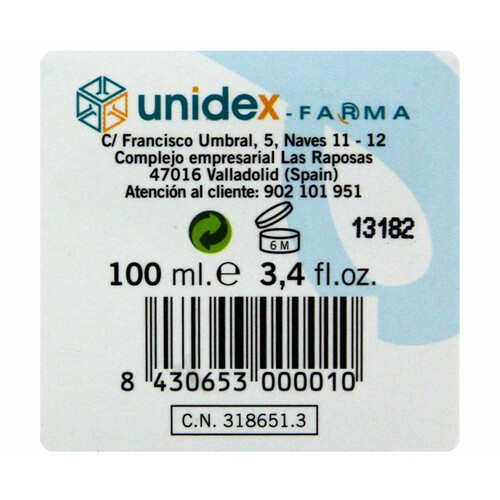 unidex-FARMA
C/ Francisco Umbral, 5, Naves 11 - 12
Complejo empresarial Las Raposas
47016 Valladolid (Spain)
Atención al cliente: 902 101 951
6 M
13182
100 ml. ℮ 3,4 fl.oz.
8 430653 000010
C.N. 318651.3